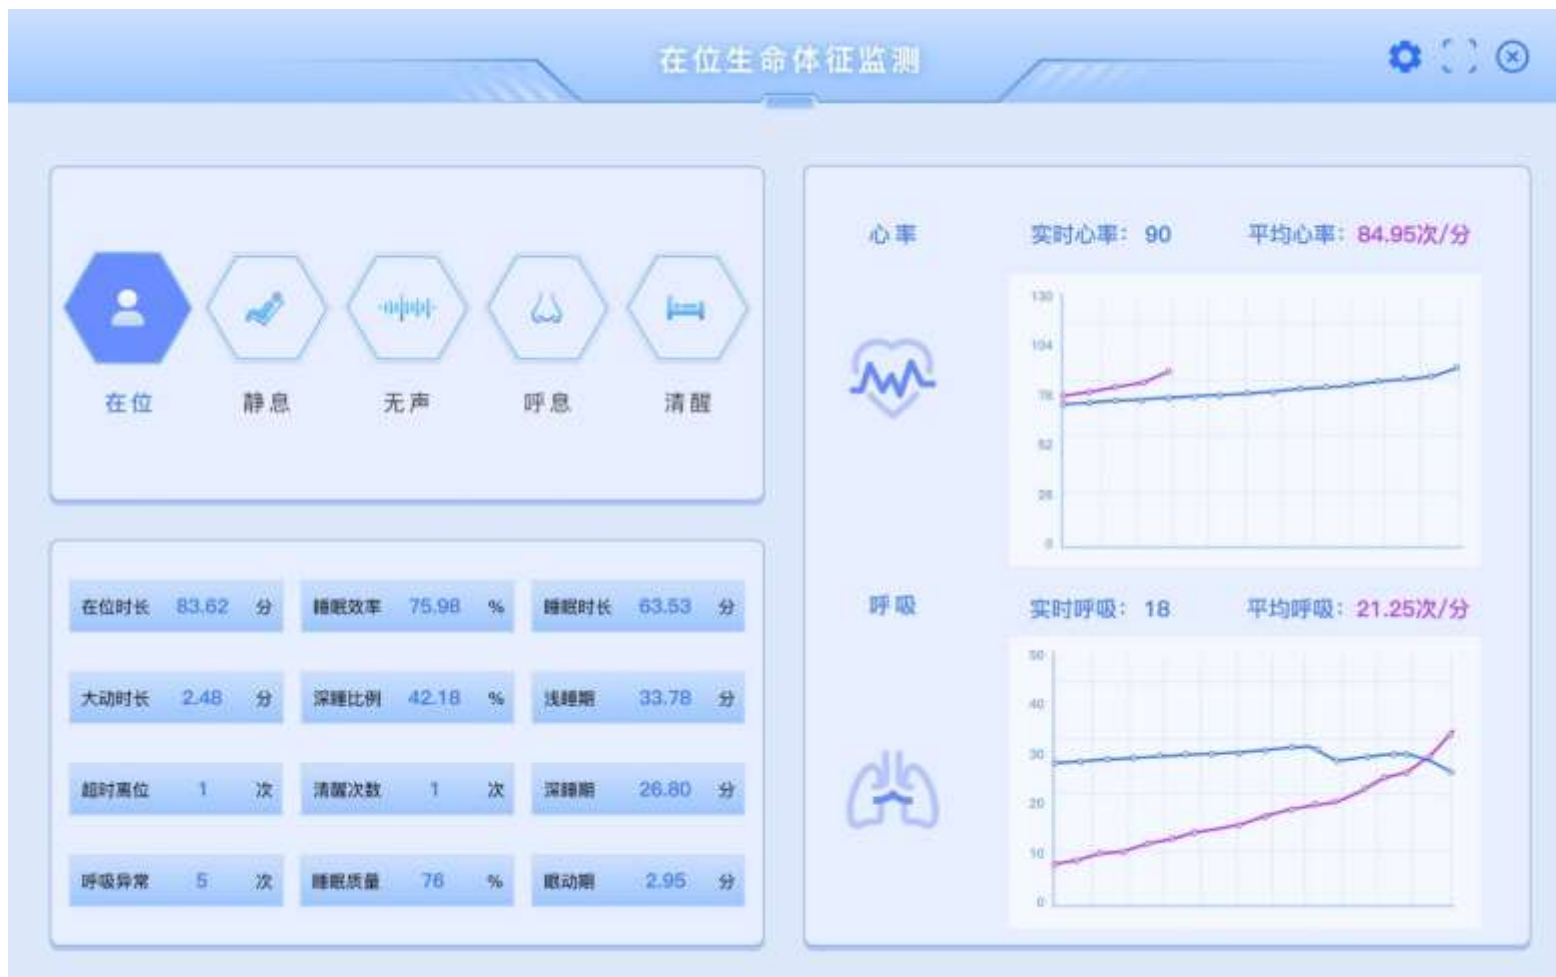 在位生命体征监测
在位 静息 无声 呼息 清醒
在位时长 83.62 分 睡眠效率 75.98 % 睡眠时长 63.53 分
大动时长 2.48 分 深睡比例 42.18 % 浅睡期 33.78 分
超时离位 1 次 清醒次数 1 次 深睡期 26.80 分
呼吸异常 5 次 睡眠质量 76 % 眼动期 2.95 分
心率 实时心率：90 平均心率：84.95次/分
130
104
78
52
26
0
呼吸 实时呼吸：18 平均呼吸：21.25次/分
50
40
30
20
10
0